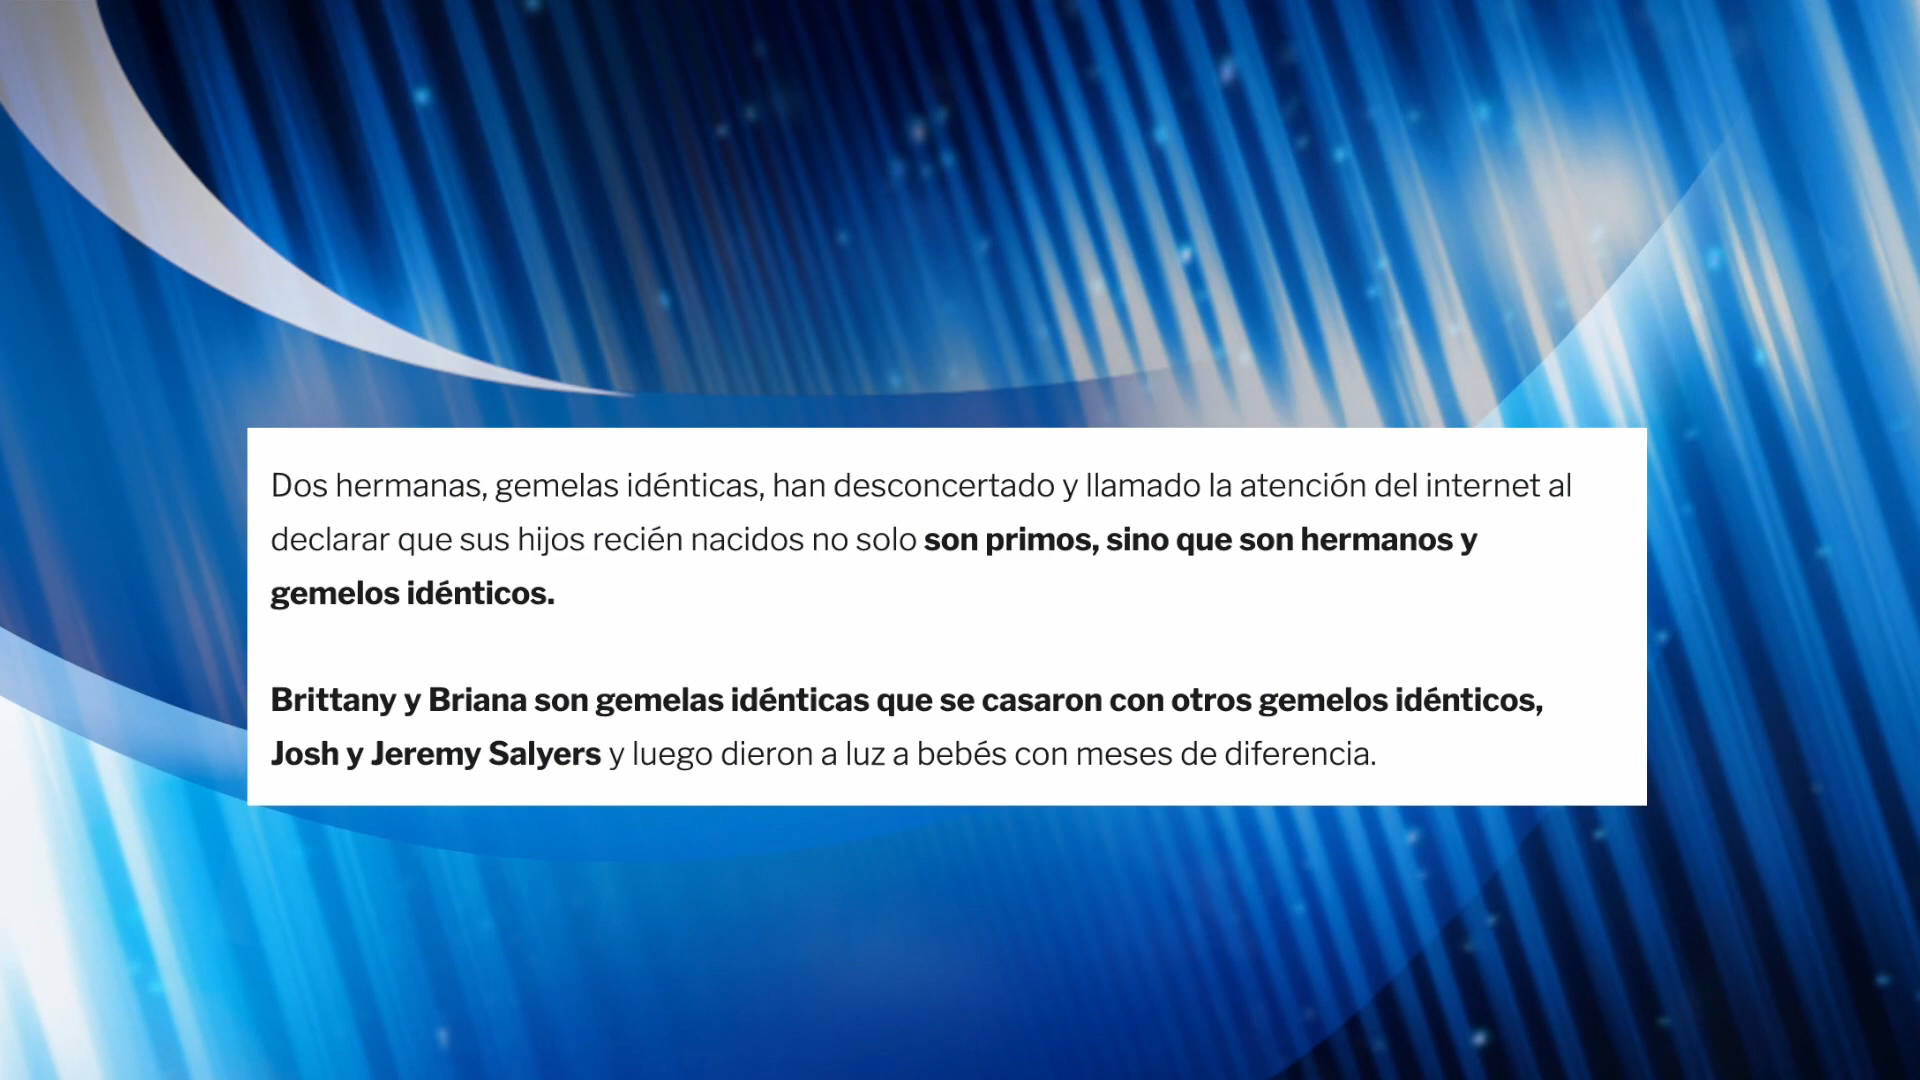 Dos hermanas, gemelas idénticas, han desconcertado y llamado la atención del internet al
declarar que sus hijos recién nacidos no solo son primos, sino que son hermanos y
gemelos idénticos.
Brittany y Briana son gemelas idénticas que se casaron con otros gemelos idénticos,
Josh y Jeremy Salyers y luego dieron a luz a bebés con meses de diferencia.